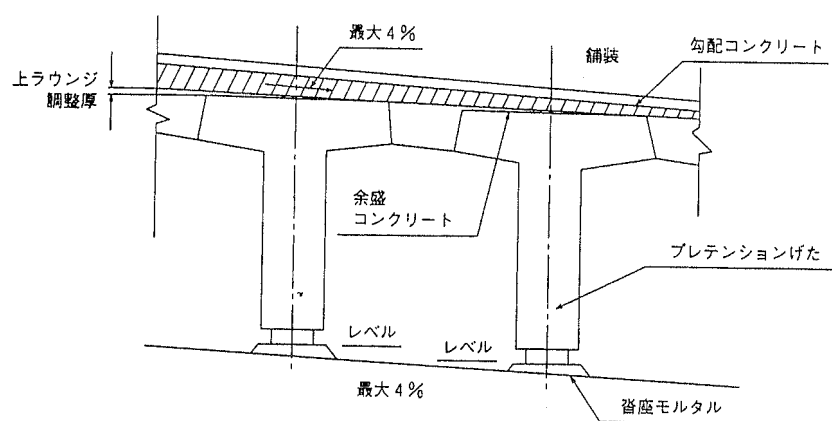 最大4%
舗装
勾配コンクリート
上ラウンジ
調整厚
余盛
コンクリート
プレテンションげた
レベル
レベル
最大4%
沓座モルタル